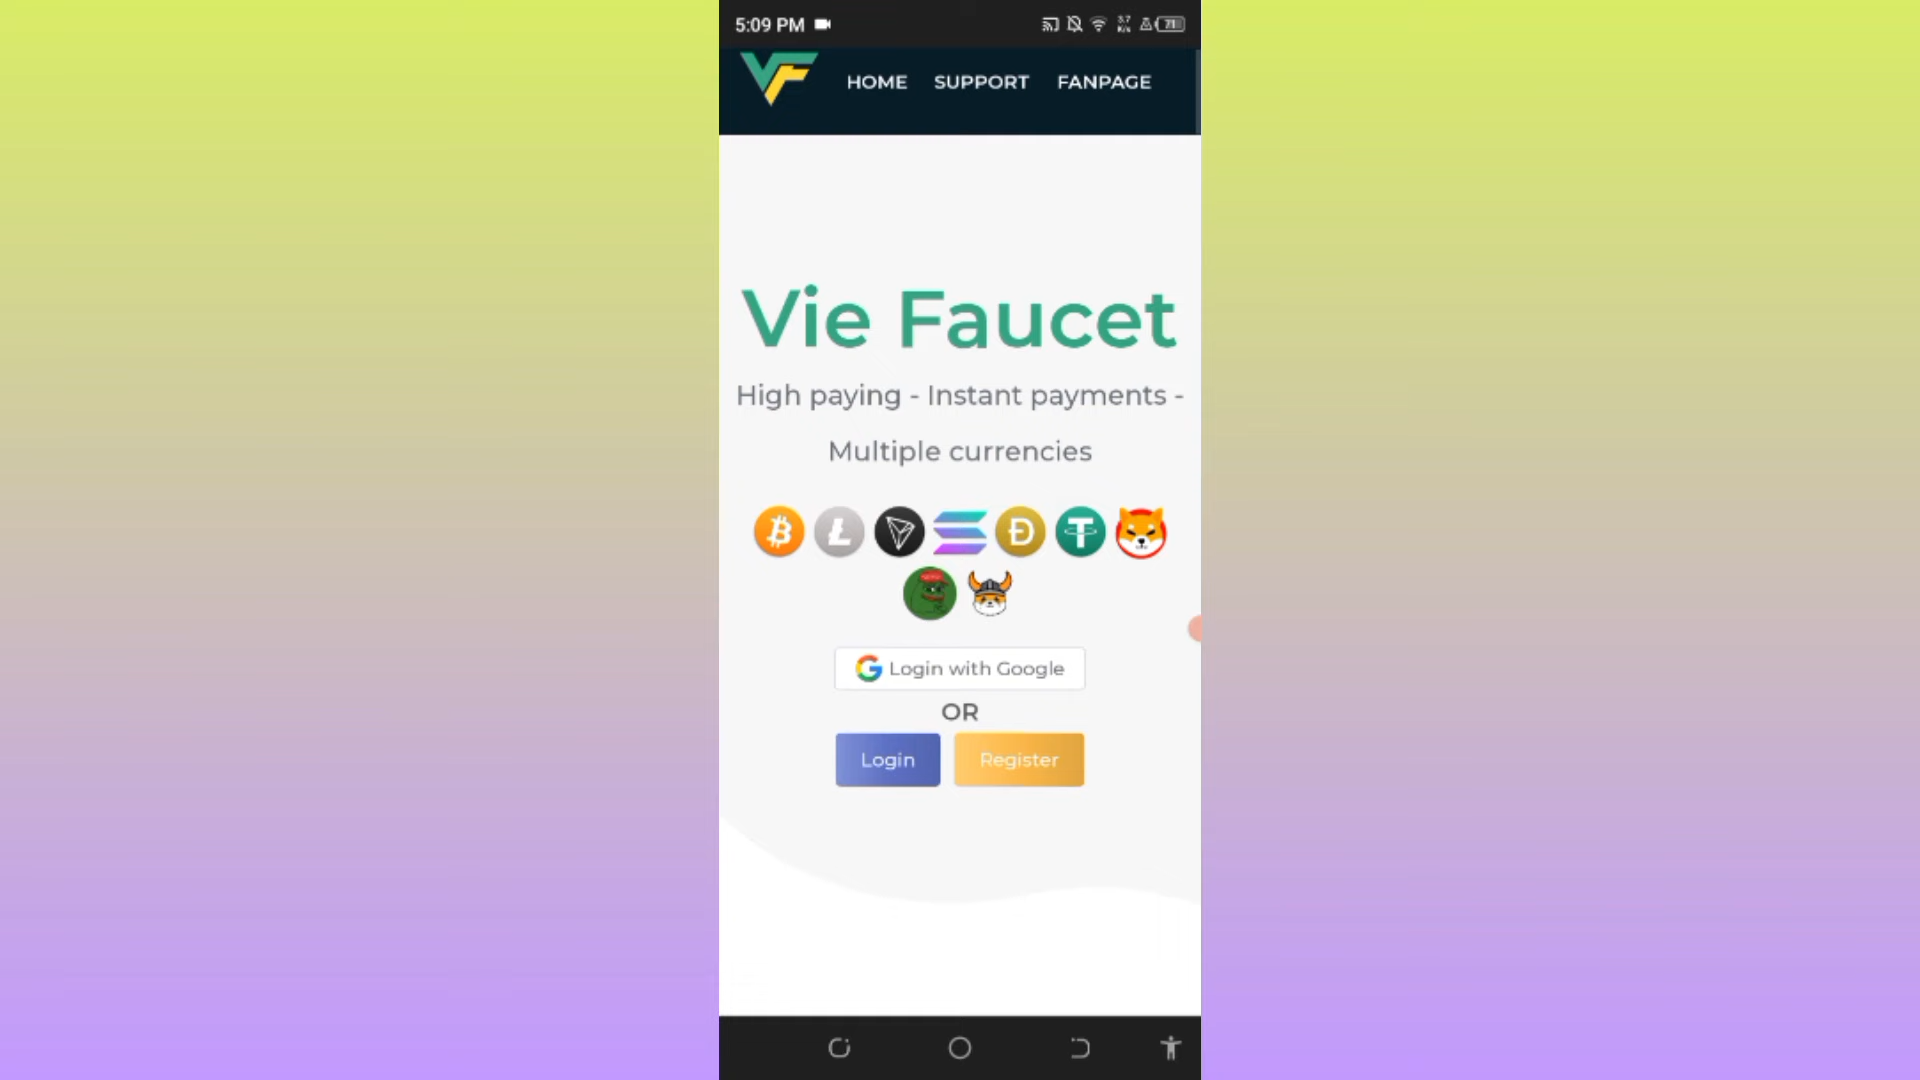 5:09 PM
HOME SUPPORT FANPAGE
Vie Faucet
High paying - Instant payments -
Multiple currencies
Login with Google
OR
Login Register